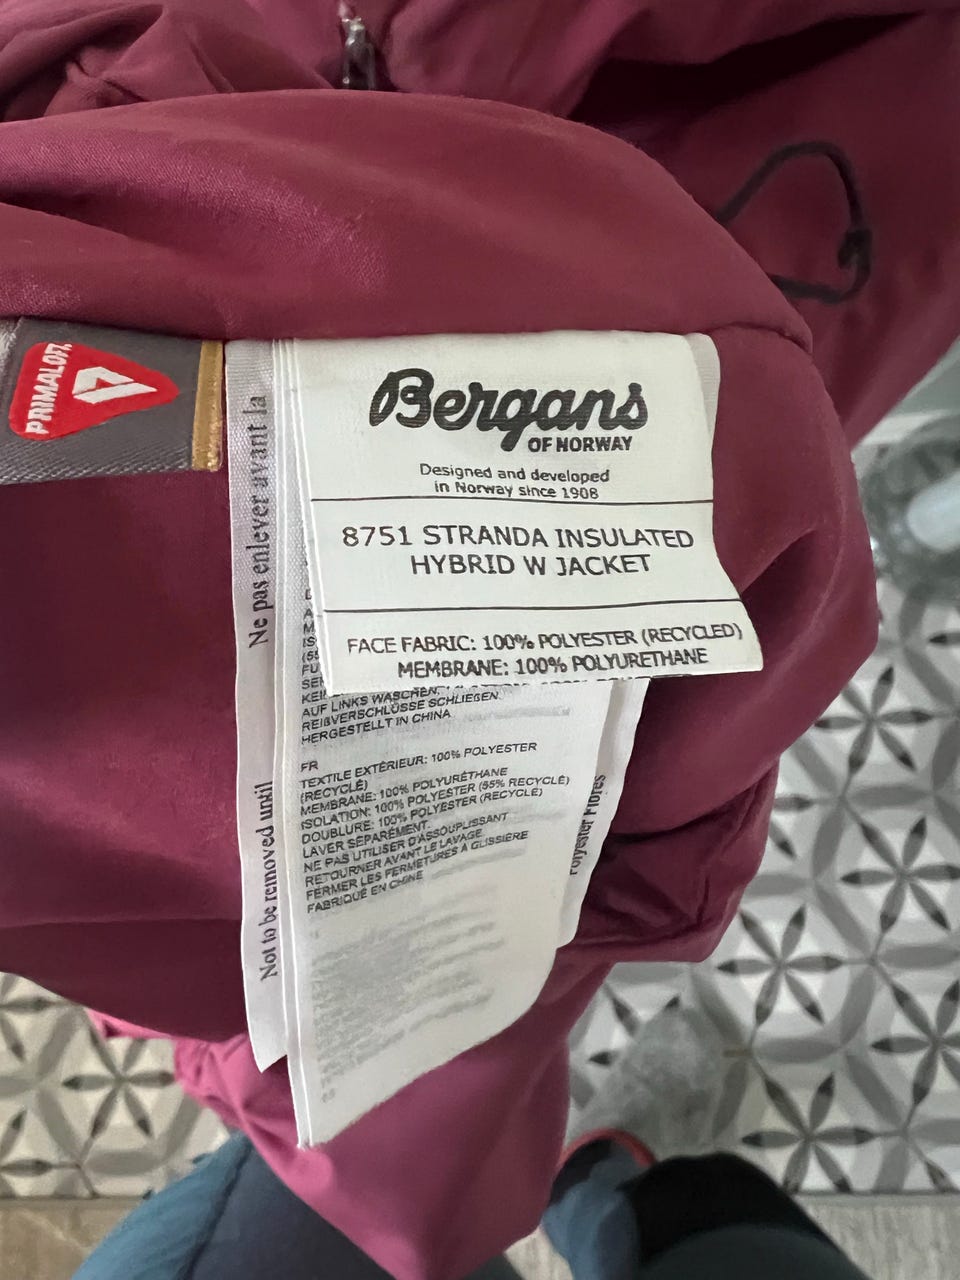 PRIMALOFT
Ne pas enlever avant la
Not to be removed until
Bergans
OF NORWAY
Designed and developed
in Norway since 1908
8751 STRANDA INSULATED
HYBRID W JACKET
FACE FABRIC: 100% POLYESTER (RECYCLED)
MEMBRANE: 100% POLYURETHANE
AUF LINKS WASCHEN.
REIßVERSCHLÜSSE SCHLIEßEN.
HERGESTELLT IN CHINA
FR
TEXTILE EXTÉRIEUR: 100% POLYESTER
(RECYCLÉ)
MEMBRANE: 100% POLYURÉTHANE
ISOLATION: 100% POLYESTER (55% RECYCLÉ)
DOUBLURE: 100% POLYESTER (RECYCLÉ)
LAVER SÉPARÉMENT.
NE PAS UTILISER D'ASSOUPLISSANT
RETOURNER AVANT LE LAVAGE
FERMER LES FERMETURES À GLISSIÈRE
FABRIQUÉ EN CHINE
Polyester Fibres